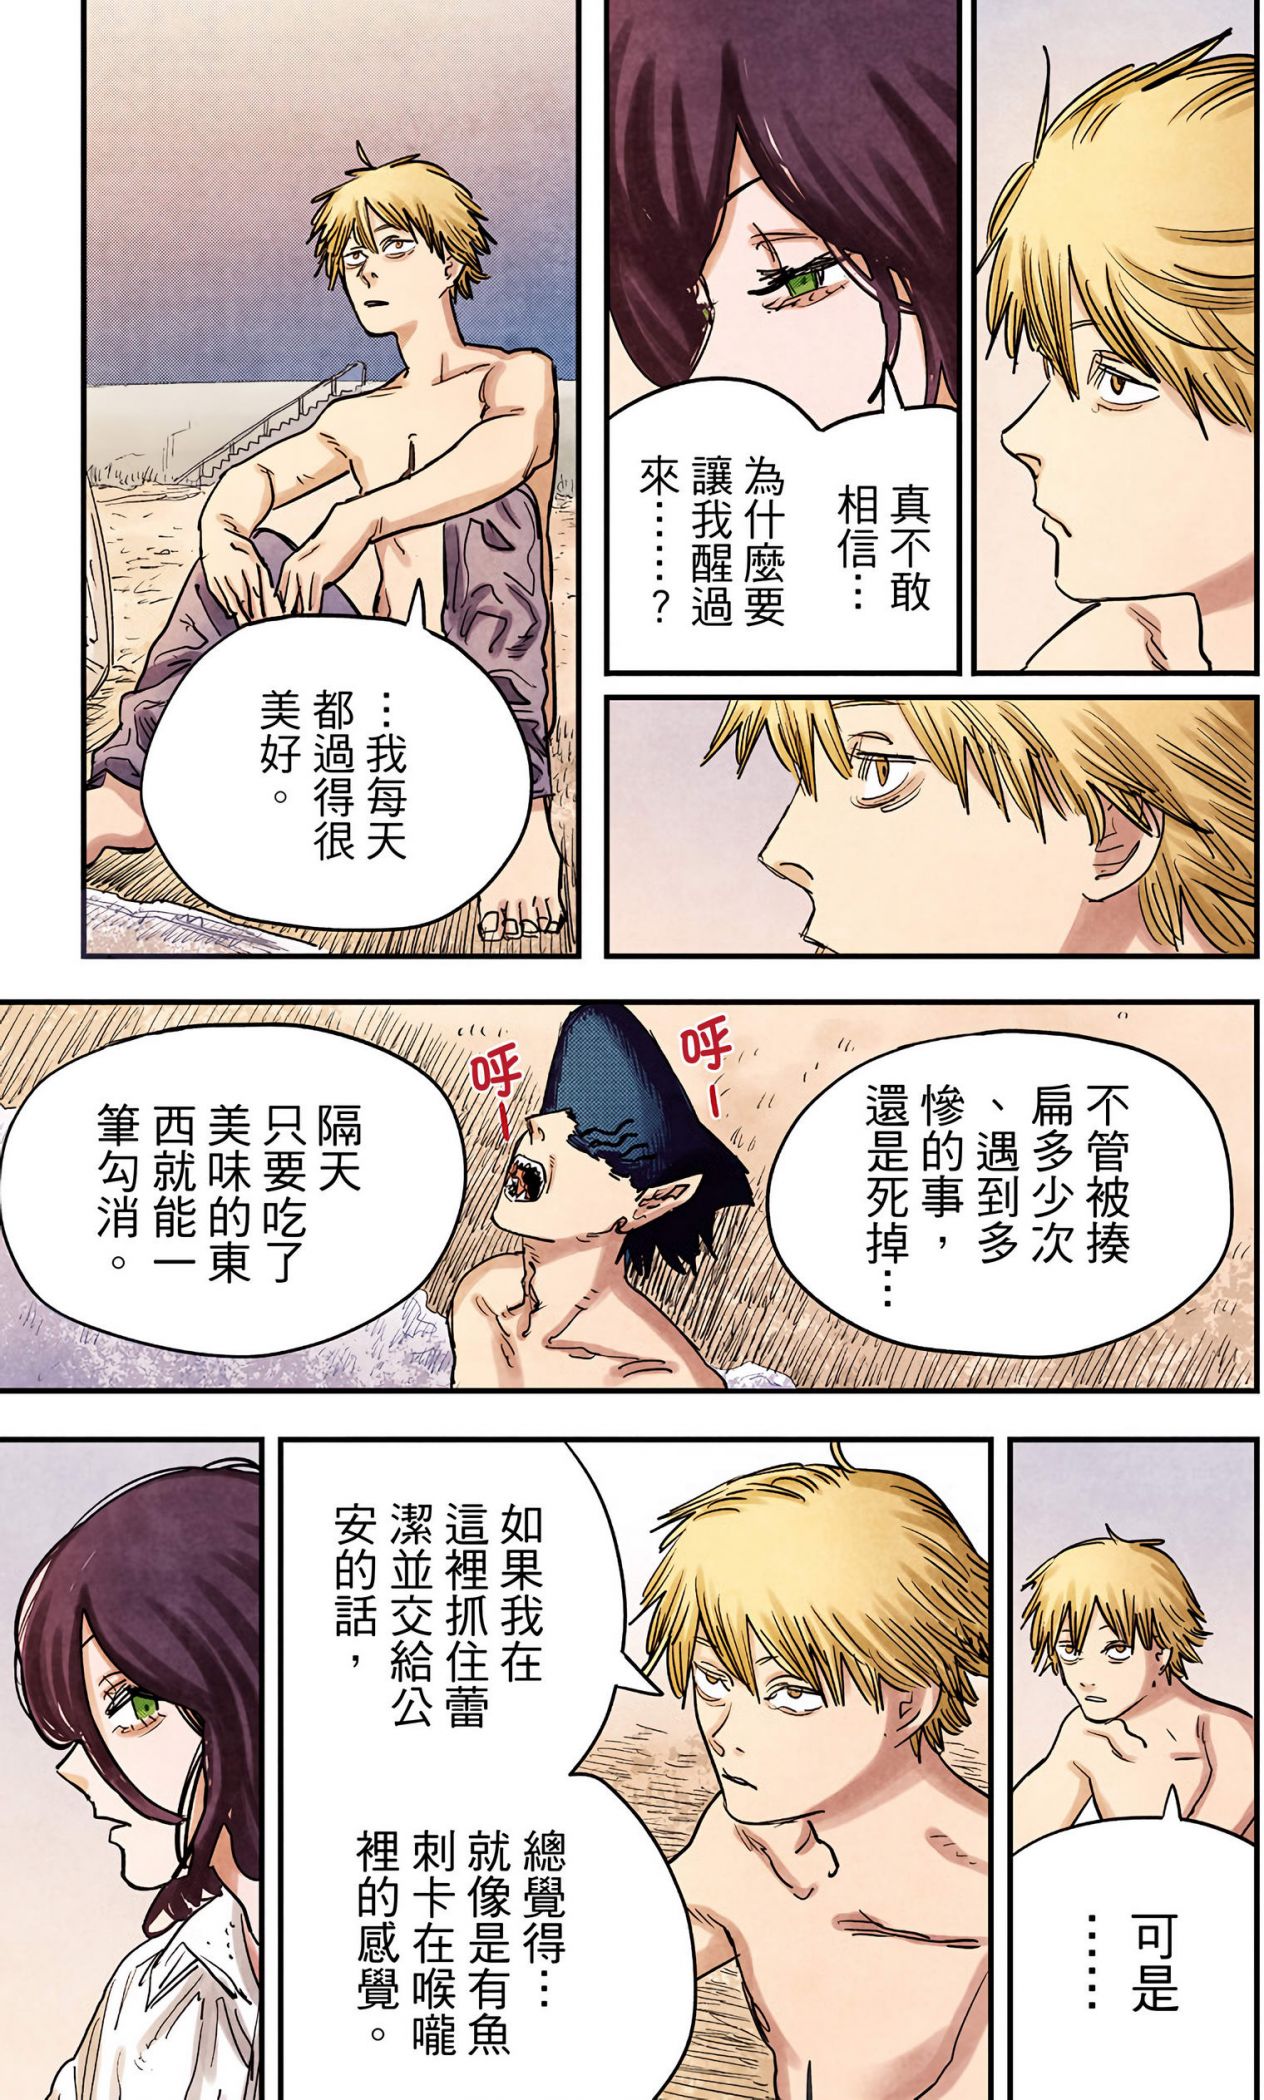 真不敢
相信⋯
為什麼要
讓我醒過
來⋯⋯？
⋯我每天
都過得很
美好。
不管被揍
扁多少次
、遇到多
慘的事，
還是死掉⋯
呼ー
呼ー
隔天
只要吃了
美味的東
西就能一
筆勾消。
可是
⋯⋯
如果我在
這裡抓住蕾
潔並交給公
安的話，
總覺得⋯
就像是有魚
刺卡在喉嚨
裡的感覺。